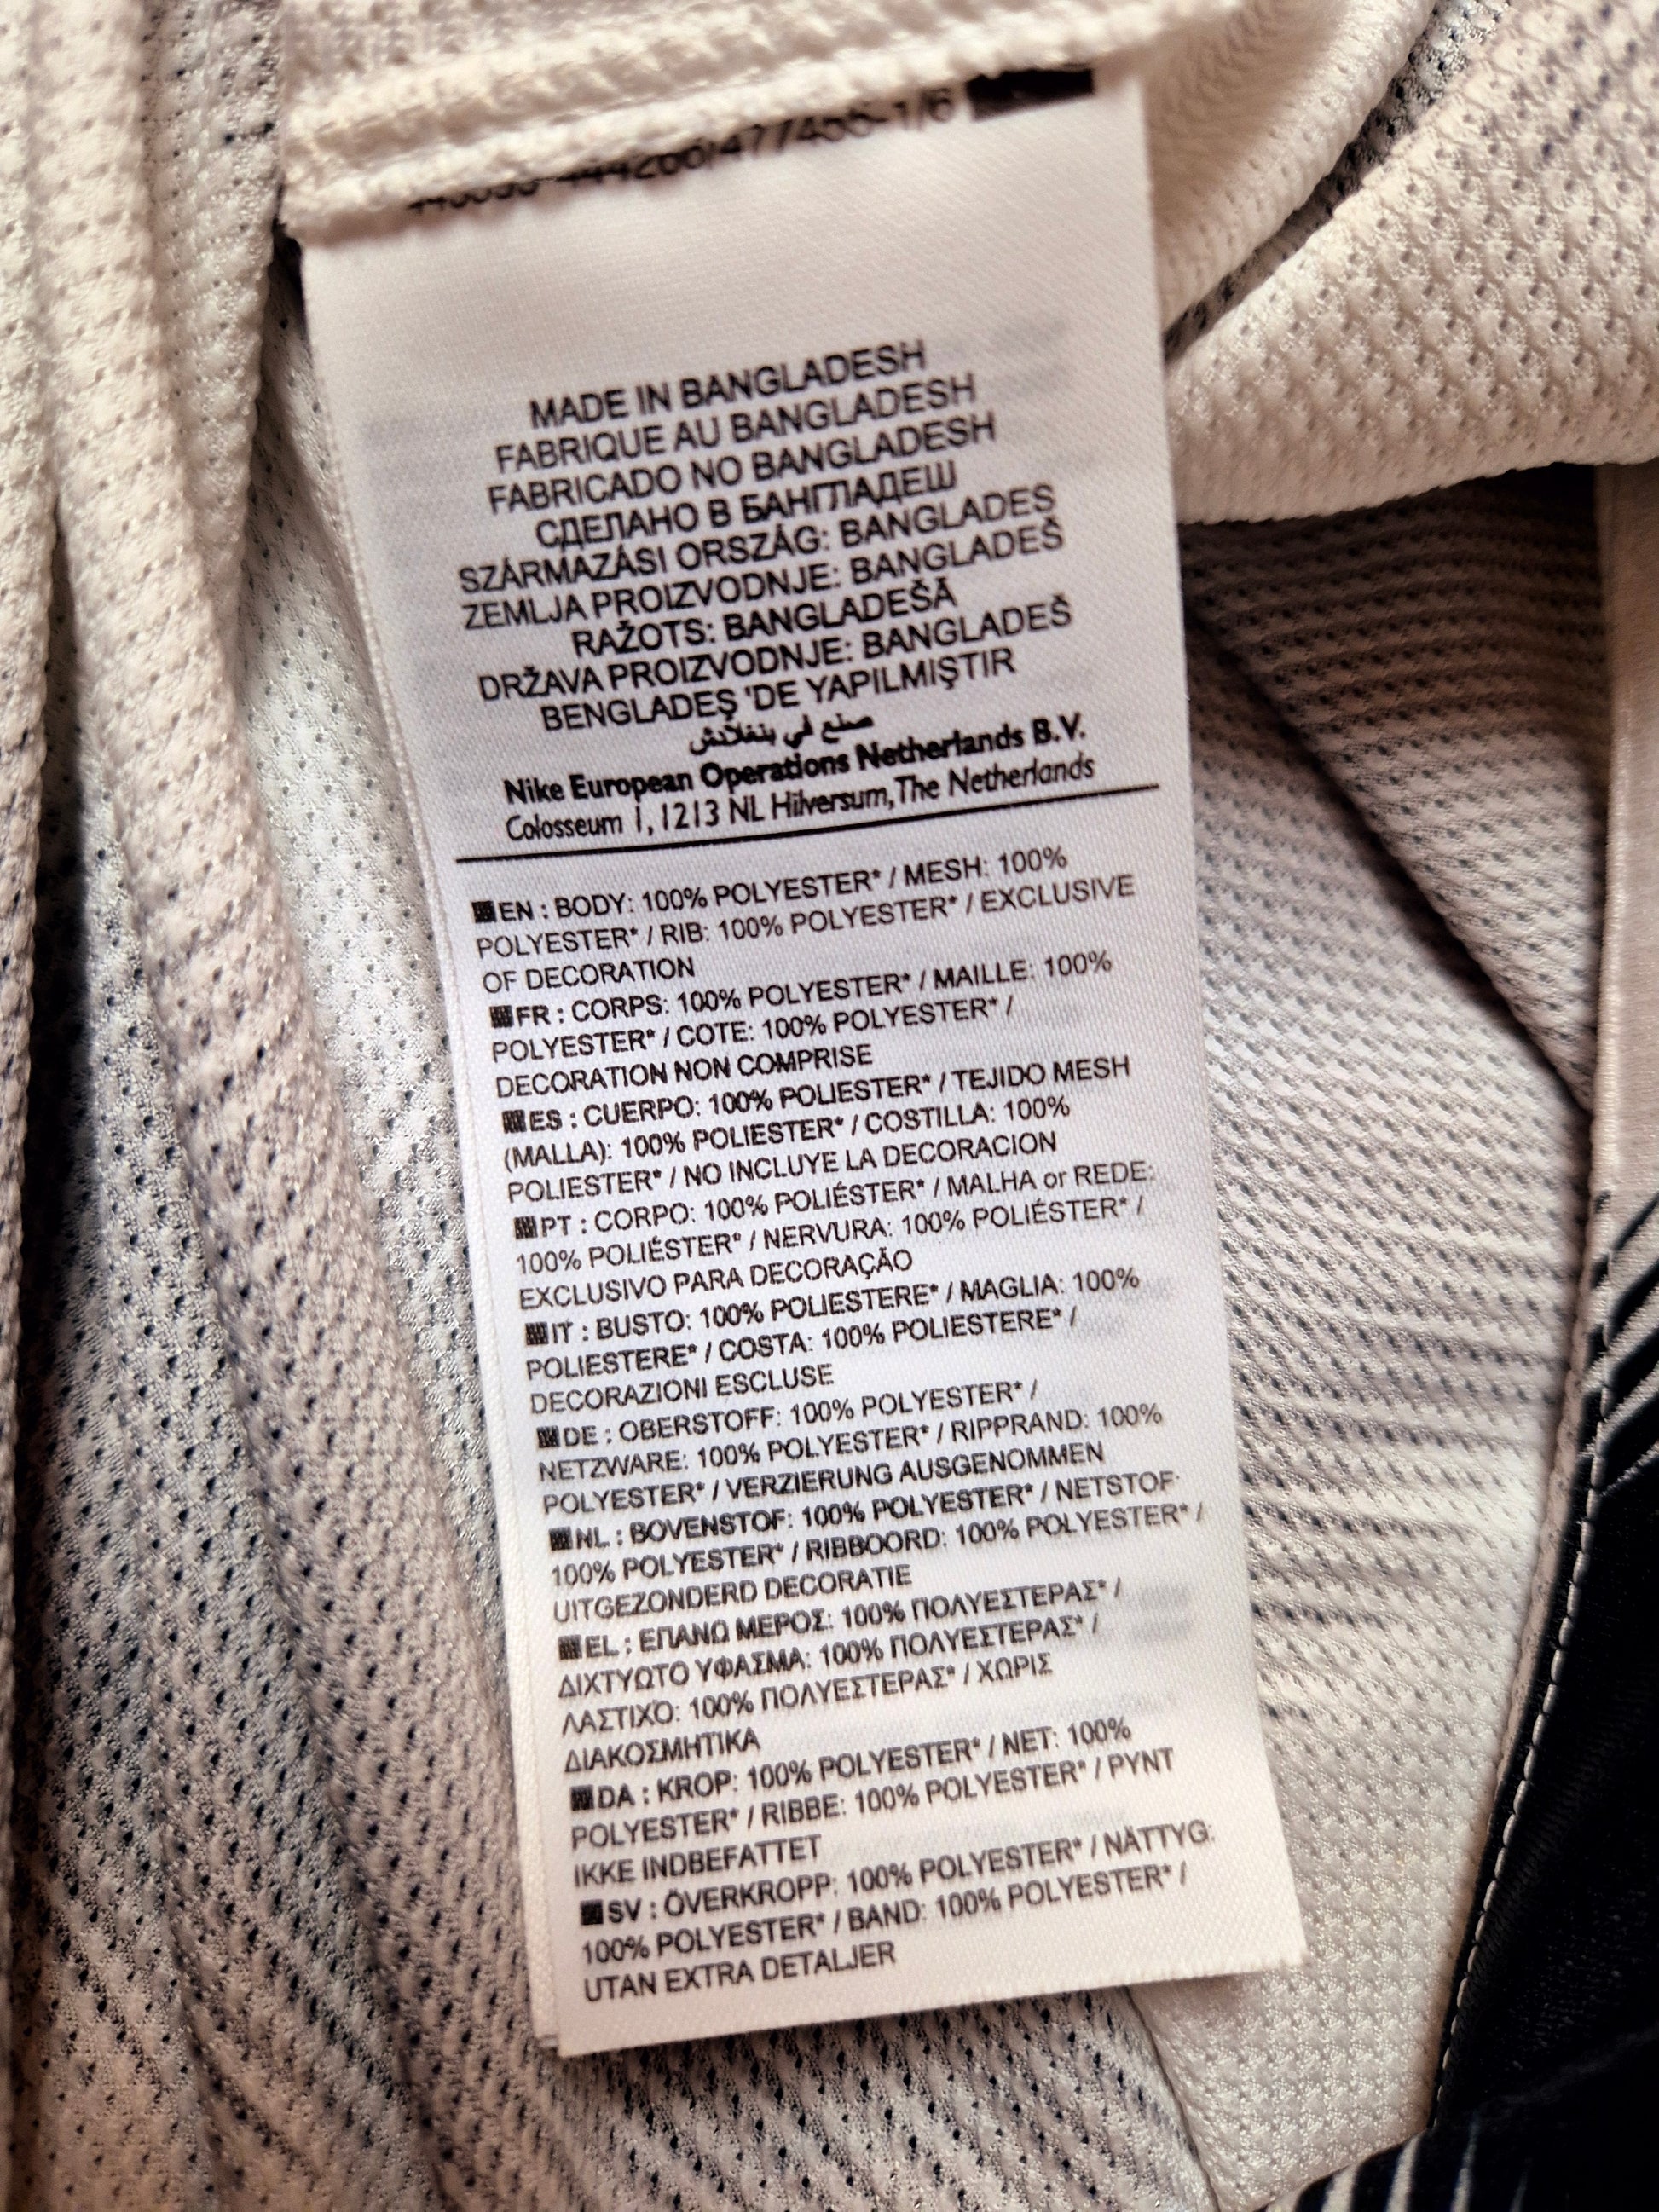 444266/477455-1/6
MADE IN BANGLADESH
FABRIQUE AU BANGLADESH
FABRICADO NO BANGLADESH
СДЕЛАНО В БАНГЛАДЕШ
SZÁRMAZÁSI ORSZÁG: BANGLADES
ZEMLJA PROIZVODNJE: BANGLADEŠ
RAŽOTS: BANGLADEŠĀ
DRŽAVA PROIZVODNJE: BANGLADEŠ
BENGLADEŞ 'DE YAPILMIŞTIR
صنع في بنغلادش
Nike European Operations Netherlands B.V.
Colosseum 1, 1213 NL Hilversum, The Netherlands
EN : BODY: 100% POLYESTER* / MESH: 100%
POLYESTER* / RIB: 100% POLYESTER* / EXCLUSIVE
OF DECORATION
FR : CORPS: 100% POLYESTER* / MAILLE: 100%
POLYESTER* / COTE: 100% POLYESTER* /
DECORATION NON COMPRISE
ES : CUERPO: 100% POLIESTER* / TEJIDO MESH
(MALLA): 100% POLIESTER* / COSTILLA: 100%
POLIESTER* / NO INCLUYE LA DECORACION
PT : CORPO: 100% POLIÉSTER* / MALHA or REDE:
100% POLIÉSTER* / NERVURA: 100% POLIÉSTER* /
EXCLUSIVO PARA DECORAÇÃO
IT : BUSTO: 100% POLIESTERE* / MAGLIA: 100%
POLIESTERE* / COSTA: 100% POLIESTERE* /
DECORAZIONI ESCLUSE
DE : OBERSTOFF: 100% POLYESTER* /
NETZWARE: 100% POLYESTER* / RIPPRAND: 100%
POLYESTER* / VERZIERUNG AUSGENOMMEN
NL : BOVENSTOF: 100% POLYESTER* / NETSTOF:
100% POLYESTER* / RIBBOORD: 100% POLYESTER* /
UITGEZONDERD DECORATIE
EL : ΕΠΑΝΩ ΜΕΡΟΣ: 100% ΠΟΛΥΕΣΤΕΡΑΣ* /
ΔΙΧΤΥΩΤΟ ΥΦΑΣΜΑ: 100% ΠΟΛΥΕΣΤΕΡΑΣ* /
ΛΑΣΤΙΧΟ: 100% ΠΟΛΥΕΣΤΕΡΑΣ* / ΧΩΡΙΣ
ΔΙΑΚΟΣΜΗΤΙΚΑ
DA : KROP: 100% POLYESTER* / NET: 100%
POLYESTER* / RIBBE: 100% POLYESTER* / PYNT
IKKE INDBEFATTET
SV : ÖVERKROPP: 100% POLYESTER* / NÄTTYG:
100% POLYESTER* / BAND: 100% POLYESTER* /
UTAN EXTRA DETALJER